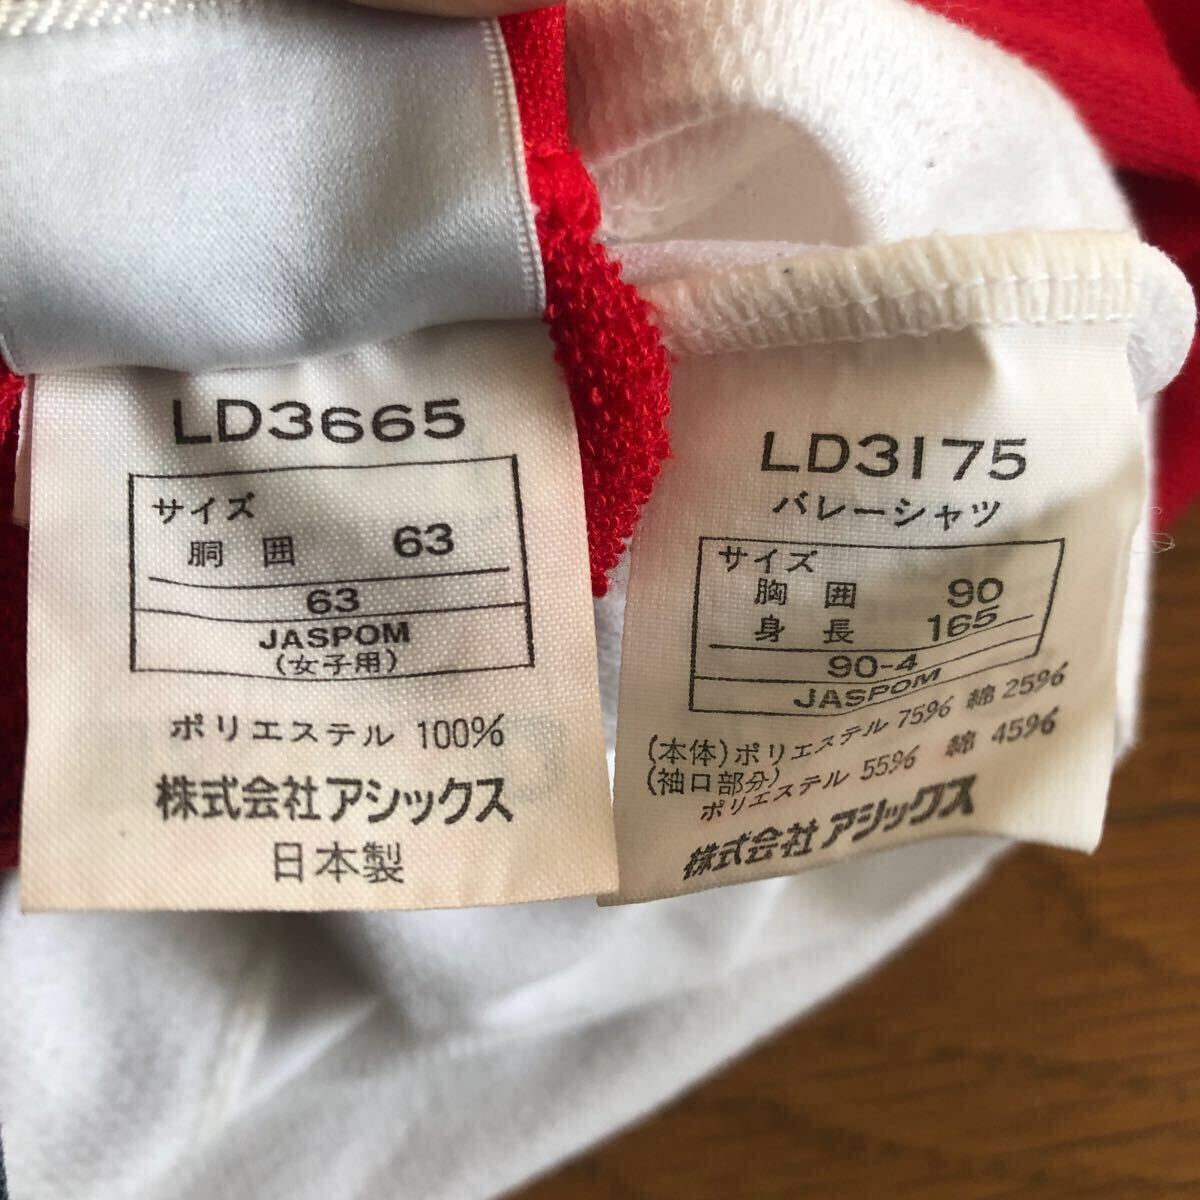 LD3665
サイズ
胴囲 63
63
JASPOM
(女子用)
ポリエステル 100%
株式会社アシックス
日本製
LD3175
バレーシャツ
サイズ
胸囲 90
身長 165
90-4
JASPOM
(本体)ポリエステル 75% 綿 25%
(袖口部分)
ポリエステル 55% 綿 45%
株式会社アシックス